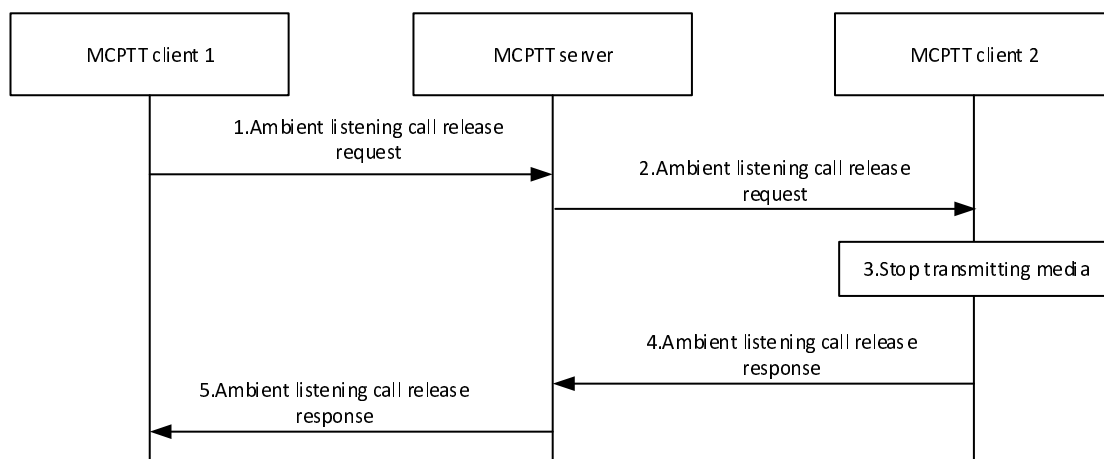 MCPTT client 1
MCPTT server
MCPTT client 2
1.Ambient listening call release
request
2.Ambient listening call release
request
3.Stop transmitting media
4.Ambient listening call release
response
5.Ambient listening call release
response